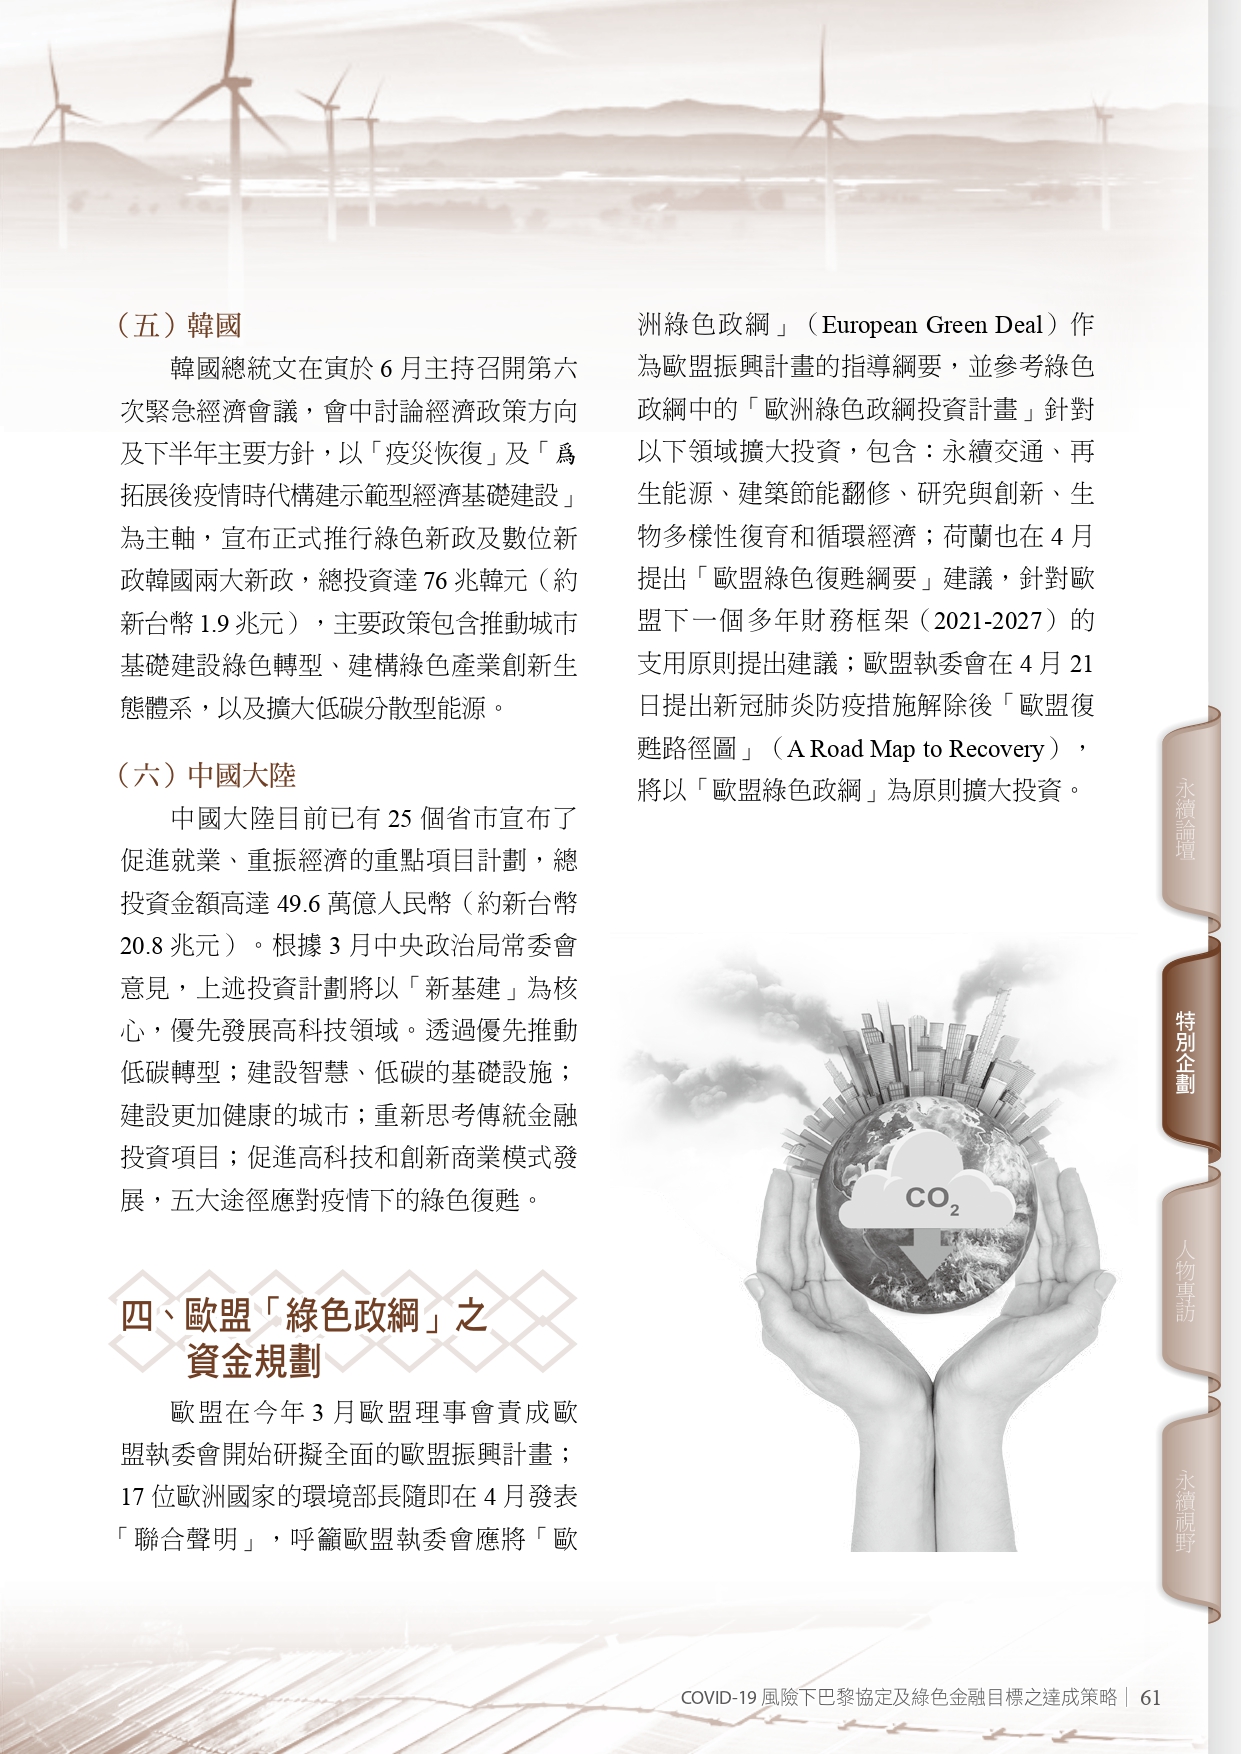 （五）韓國
韓國總統文在寅於 6 月主持召開第六
次緊急經濟會議，會中討論經濟政策方向
及下半年主要方針，以「疫災恢復」及「爲
拓展後疫情時代構建示範型經濟基礎建設」
為主軸，宣布正式推行綠色新政及數位新
政韓國兩大新政，總投資達 76 兆韓元（約
新台幣 1.9 兆元），主要政策包含推動城市
基礎建設綠色轉型、建構綠色產業創新生
態體系，以及擴大低碳分散型能源。
（六）中國大陸
中國大陸目前已有 25 個省市宣布了
促進就業、重振經濟的重點項目計劃，總
投資金額高達 49.6 萬億人民幣（約新台幣
20.8 兆元）。根據 3 月中央政治局常委會
意見，上述投資計劃將以「新基建」為核
心，優先發展高科技領域。透過優先推動
低碳轉型；建設智慧、低碳的基礎設施；
建設更加健康的城市；重新思考傳統金融
投資項目；促進高科技和創新商業模式發
展，五大途徑應對疫情下的綠色復甦。
四、歐盟「綠色政綱」之
資金規劃
歐盟在今年 3 月歐盟理事會責成歐
盟執委會開始研擬全面的歐盟振興計畫；
17 位歐洲國家的環境部長隨即在 4 月發表
「聯合聲明」，呼籲歐盟執委會應將「歐
洲綠色政綱」（European Green Deal）作
為歐盟振興計畫的指導綱要，並參考綠色
政綱中的「歐洲綠色政綱投資計畫」針對
以下領域擴大投資，包含：永續交通、再
生能源、建築節能翻修、研究與創新、生
物多樣性復育和循環經濟；荷蘭也在 4 月
提出「歐盟綠色復甦綱要」建議，針對歐
盟下一個多年財務框架（2021-2027）的
支用原則提出建議；歐盟執委會在 4 月 21
日提出新冠肺炎防疫措施解除後「歐盟復
甦路徑圖」（A Road Map to Recovery），
將以「歐盟綠色政綱」為原則擴大投資。
CO2
永續論壇
特別企劃
人物專訪
永續視野
COVID-19 風險下巴黎協定及綠色金融目標之達成策略｜ 61